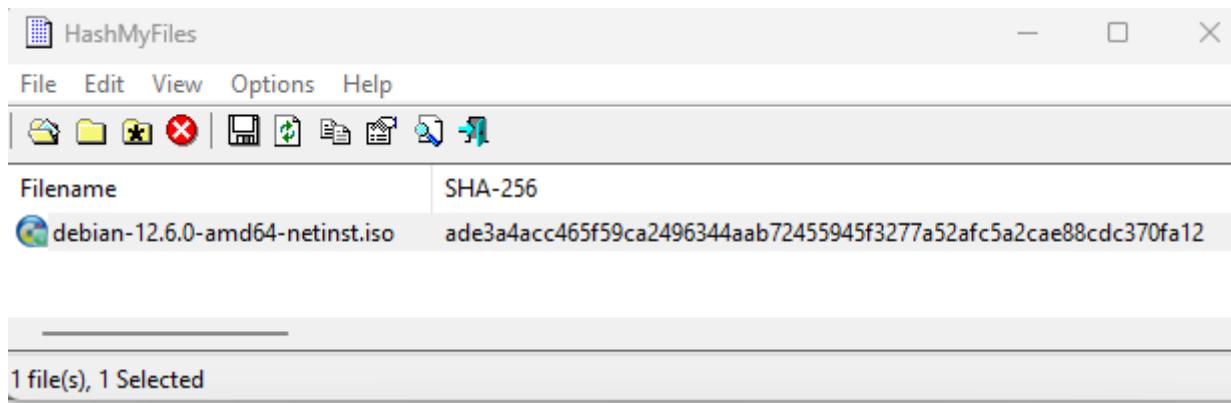 HashMyFiles
File Edit View Options Help
Filename SHA-256
debian-12.6.0-amd64-netinst.iso ade3a4acc465f59ca2496344aab72455945f3277a52afc5a2cae88cdc370fa12
1 file(s), 1 Selected